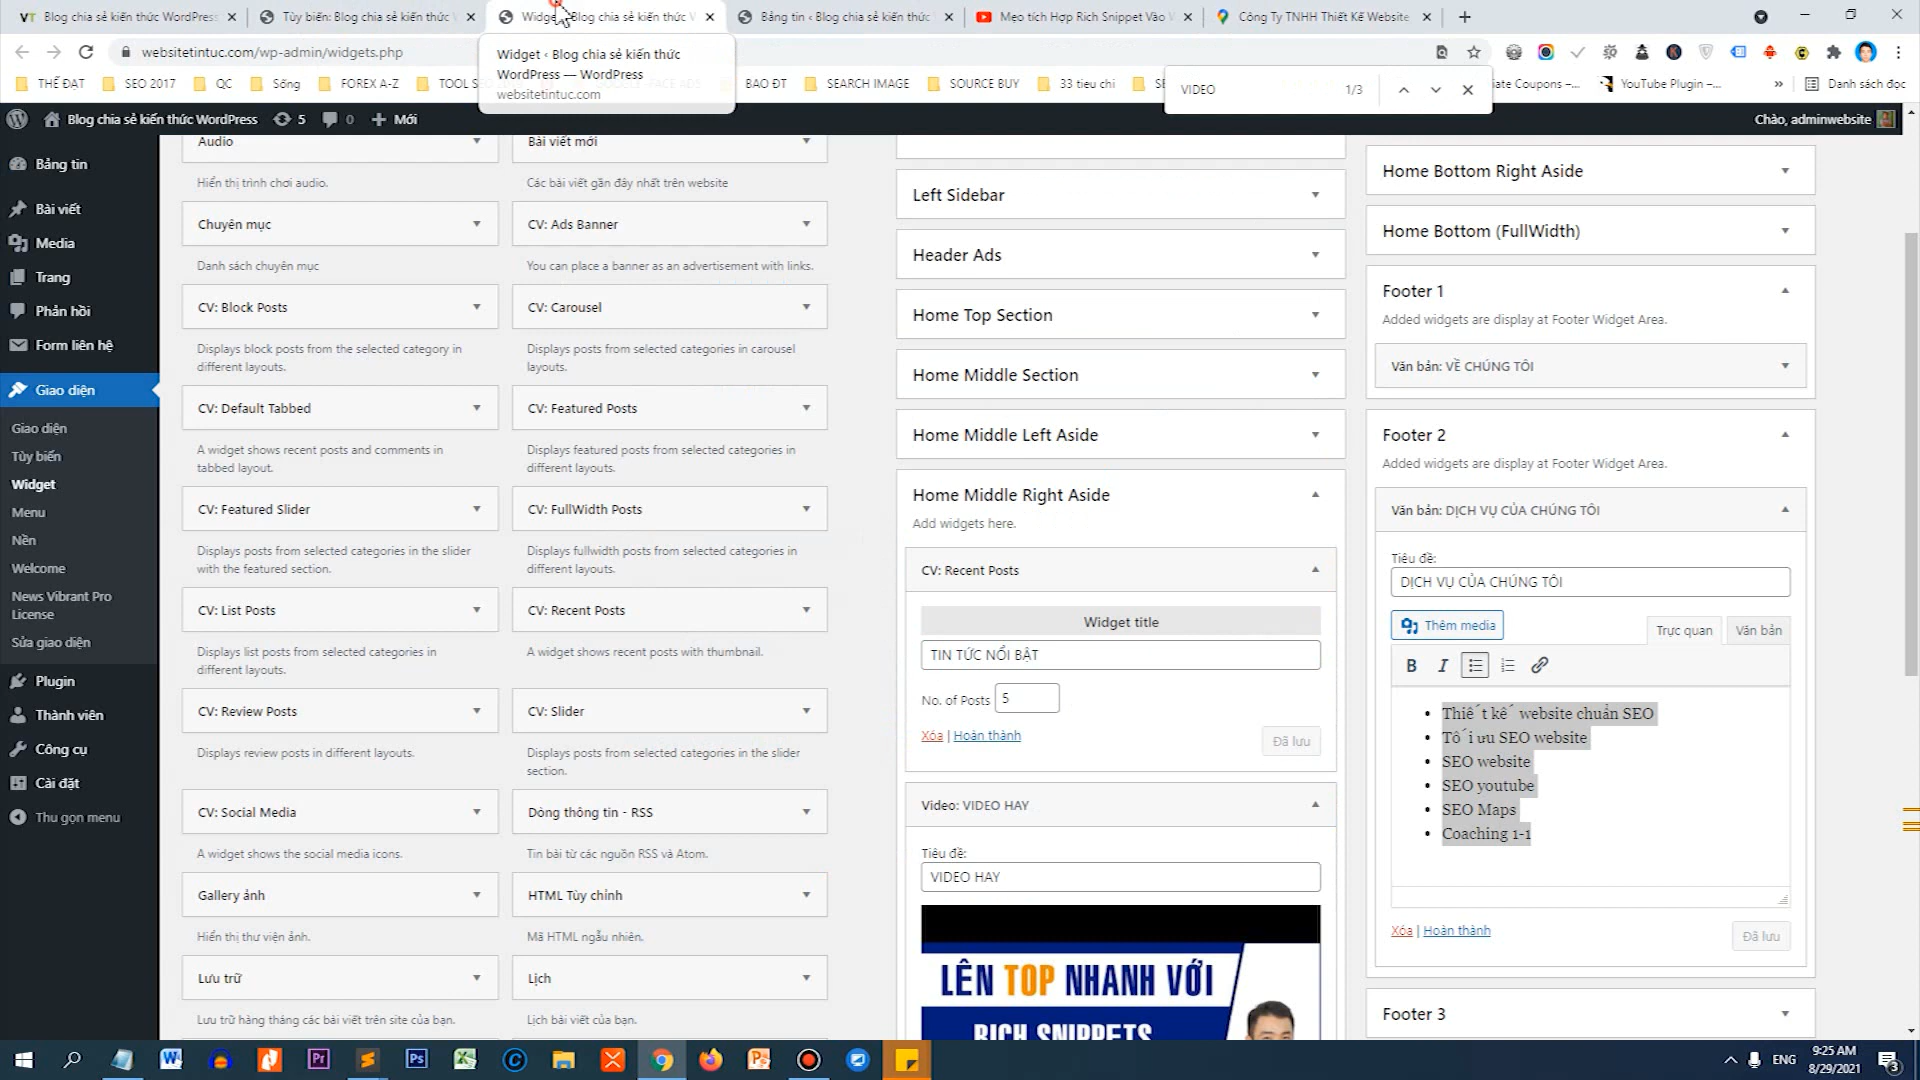 Blog chia sẻ kiến thức WordPress
Tùy biến: Blog chia sẻ kiến thức
Blog chia sẻ kiến thức
Bảng tin ‹ Blog chia sẻ kiến thức
Mẹo tích Hợp Rich Snippet Vào
Công Ty TNHH Thiết Kế Website
websitetintuc.com/wp-admin/widgets.php
Widget ‹ Blog chia sẻ kiến thức
WordPress — WordPress
websitetintuc.com
THẾ ĐẠT
SEO 2017
QC
Sống
FOREX A-Z
BAO ĐT
SEARCH IMAGE
SOURCE BUY
33 tieu chi
YouTube Plugin –...
»
Danh sách đọc
VIDEO
1/3
Blog chia sẻ kiến thức WordPress
5
0
Mới
Chào, adminwebsite
Bảng tin
Bài viết
Media
Trang
Phản hồi
Form liên hệ
Giao diện
Giao diện
Tùy biến
Widget
Menu
Nền
Welcome
News Vibrant Pro
License
Sửa giao diện
Plugin
Thành viên
Công cụ
Cài đặt
Thu gọn menu
Audio
Hiển thị trình chơi audio.
Bài viết mới
Các bài viết gần đây nhất trên website
Chuyên mục
Danh sách chuyên mục
CV: Ads Banner
You can place a banner as an advertisement with links.
CV: Block Posts
Displays block posts from the selected category in
different layouts.
CV: Carousel
Displays posts from selected categories in carousel
layouts.
CV: Default Tabbed
A widget shows recent posts and comments in
tabbed layout.
CV: Featured Posts
Displays featured posts from selected categories in
different layouts.
CV: Featured Slider
Displays posts from selected categories in the slider
with the featured section.
CV: FullWidth Posts
Displays fullwidth posts from selected categories in
different layouts.
CV: List Posts
Displays list posts from selected categories in
different layouts.
CV: Recent Posts
A widget shows recent posts with thumbnail.
CV: Review Posts
Displays review posts in different layouts.
CV: Slider
Displays posts from selected categories in the slider
section.
CV: Social Media
A widget shows the social media icons.
Dòng thông tin - RSS
Tin bài từ các nguồn RSS và Atom.
Gallery ảnh
Hiển thị thư viện ảnh.
HTML Tùy chỉnh
Mã HTML ngẫu nhiên.
Lưu trữ
Lưu trữ hàng tháng các bài viết trên site của bạn.
Lịch
Lịch bài viết của bạn.
Left Sidebar
Header Ads
Home Top Section
Home Middle Section
Home Middle Left Aside
Home Middle Right Aside
Add widgets here.
CV: Recent Posts
Widget title
TIN TỨC NỔI BẬT
No. of Posts 5
Xóa | Hoàn thành
Đã lưu
Video: VIDEO HAY
Tiêu đề:
VIDEO HAY
LÊN TOP NHANH VỚI
RICH SNIPPETS
Home Bottom Right Aside
Home Bottom (FullWidth)
Footer 1
Added widgets are display at Footer Widget Area.
Văn bản: VỀ CHÚNG TÔI
Footer 2
Added widgets are display at Footer Widget Area.
Văn bản: DỊCH VỤ CỦA CHÚNG TÔI
Tiêu đề:
DỊCH VỤ CỦA CHÚNG TÔI
Thêm media
Trực quan
Văn bản
B I
Thiết kế website chuẩn SEO
Tối ưu SEO website
SEO website
SEO youtube
SEO Maps
Coaching 1-1
Xóa | Hoàn thành
Đã lưu
Footer 3
ENG
9:25 AM
8/29/2021
3